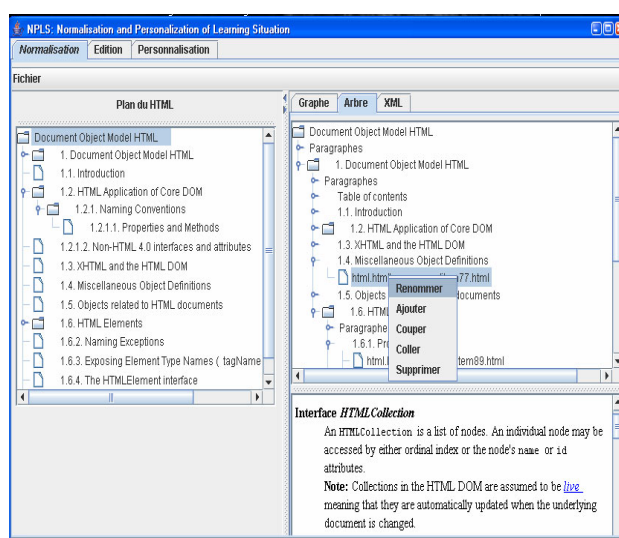 NPLS: Normalisation and Personalization of Learning Situation
Normalisation Edition Personnalisation
Fichier
Plan du HTML
Document Object Model HTML
1. Document Object Model HTML
1.1. Introduction
1.2. HTML Application of Core DOM
1.2.1. Naming Conventions
1.2.1.1. Properties and Methods
1.2.1.2. Non-HTML 4.0 interfaces and attributes
1.3. XHTML and the HTML DOM
1.4. Miscellaneous Object Definitions
1.5. Objects related to HTML documents
1.6. HTML Elements
1.6.2. Naming Exceptions
1.6.3. Exposing Element Type Names ( tagName
1.6.4. The HTMLElement interface
Graphe Arbre XML
Document Object Model HTML
Paragraphes
1. Document Object Model HTML
Paragraphes
Table of contents
1.1. Introduction
1.2. HTML Application of Core DOM
1.3. XHTML and the HTML DOM
1.4. Miscellaneous Object Definitions
77.html
1.5. Objects
1.6.
1.6.1.
tem89.html
Renommer
Ajouter
Couper
Coller
Supprimer
Interface HTMLCollection
An HTMLCollection is a list of nodes. An individual node may be
accessed by either ordinal index or the node's name or id
attributes.
Note: Collections in the HTML DOM are assumed to be live
meaning that they are automatically updated when the underlying
document is changed.